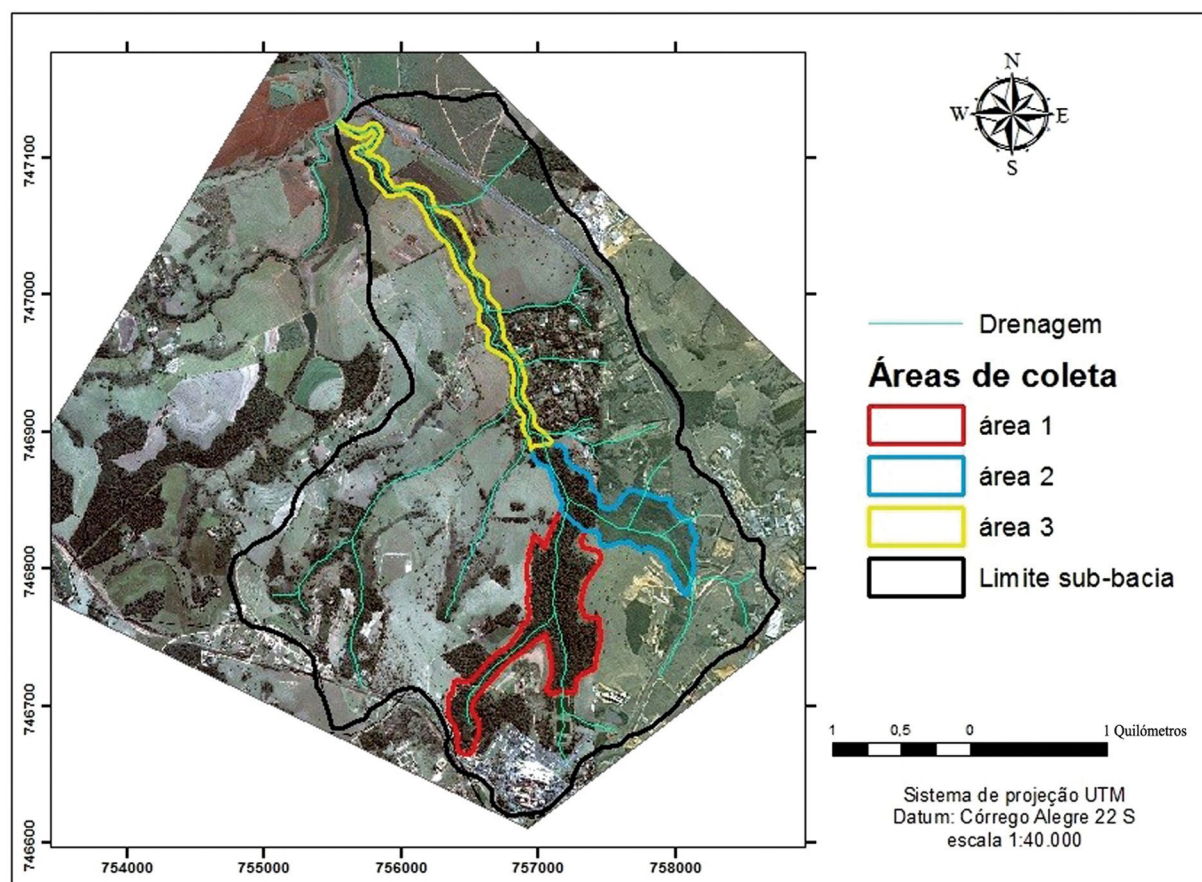 747100
747000
746900
746800
746700
746600
754000
755000
756000
757000
758000
N
W
E
S
Drenagem
Áreas de coleta
área 1
área 2
área 3
Limite sub-bacia
1 0,5 0 1 Quilómetros
Sistema de projeção UTM
Datum: Córrego Alegre 22 S
escala 1:40.000